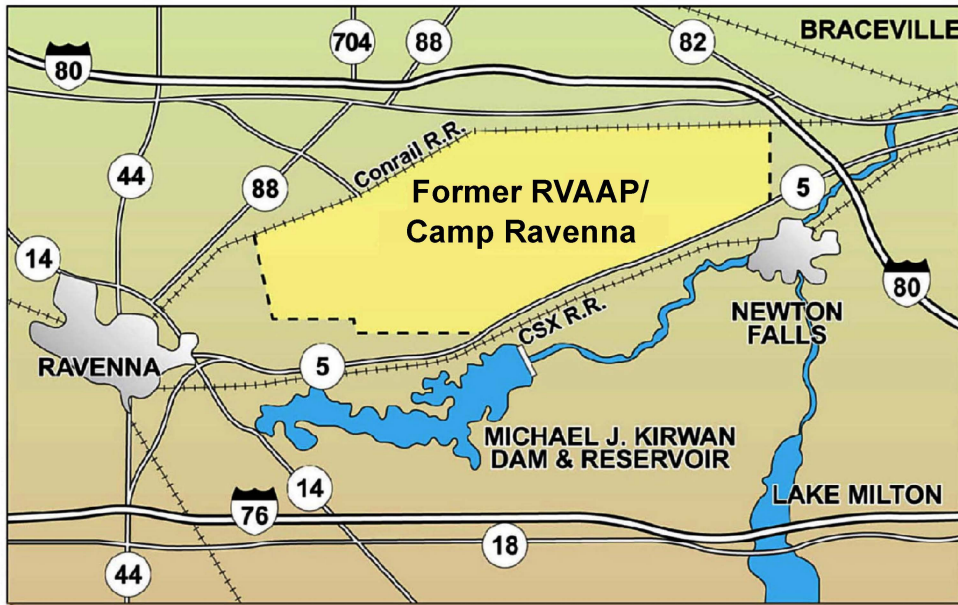 BRACEVILLE
80
704
88
82
44
88
Conrail R.R.
Former RVAAP/
Camp Ravenna
5
14
80
NEWTON
FALLS
CSX R.R.
RAVENNA
5
MICHAEL J. KIRWAN
DAM & RESERVOIR
14
76
LAKE MILTON
18
44